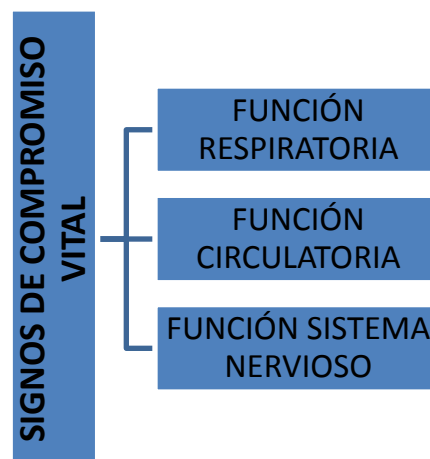 SIGNOS DE COMPROMISO
VITAL
FUNCIÓN
RESPIRATORIA
FUNCIÓN
CIRCULATORIA
FUNCIÓN SISTEMA
NERVIOSO